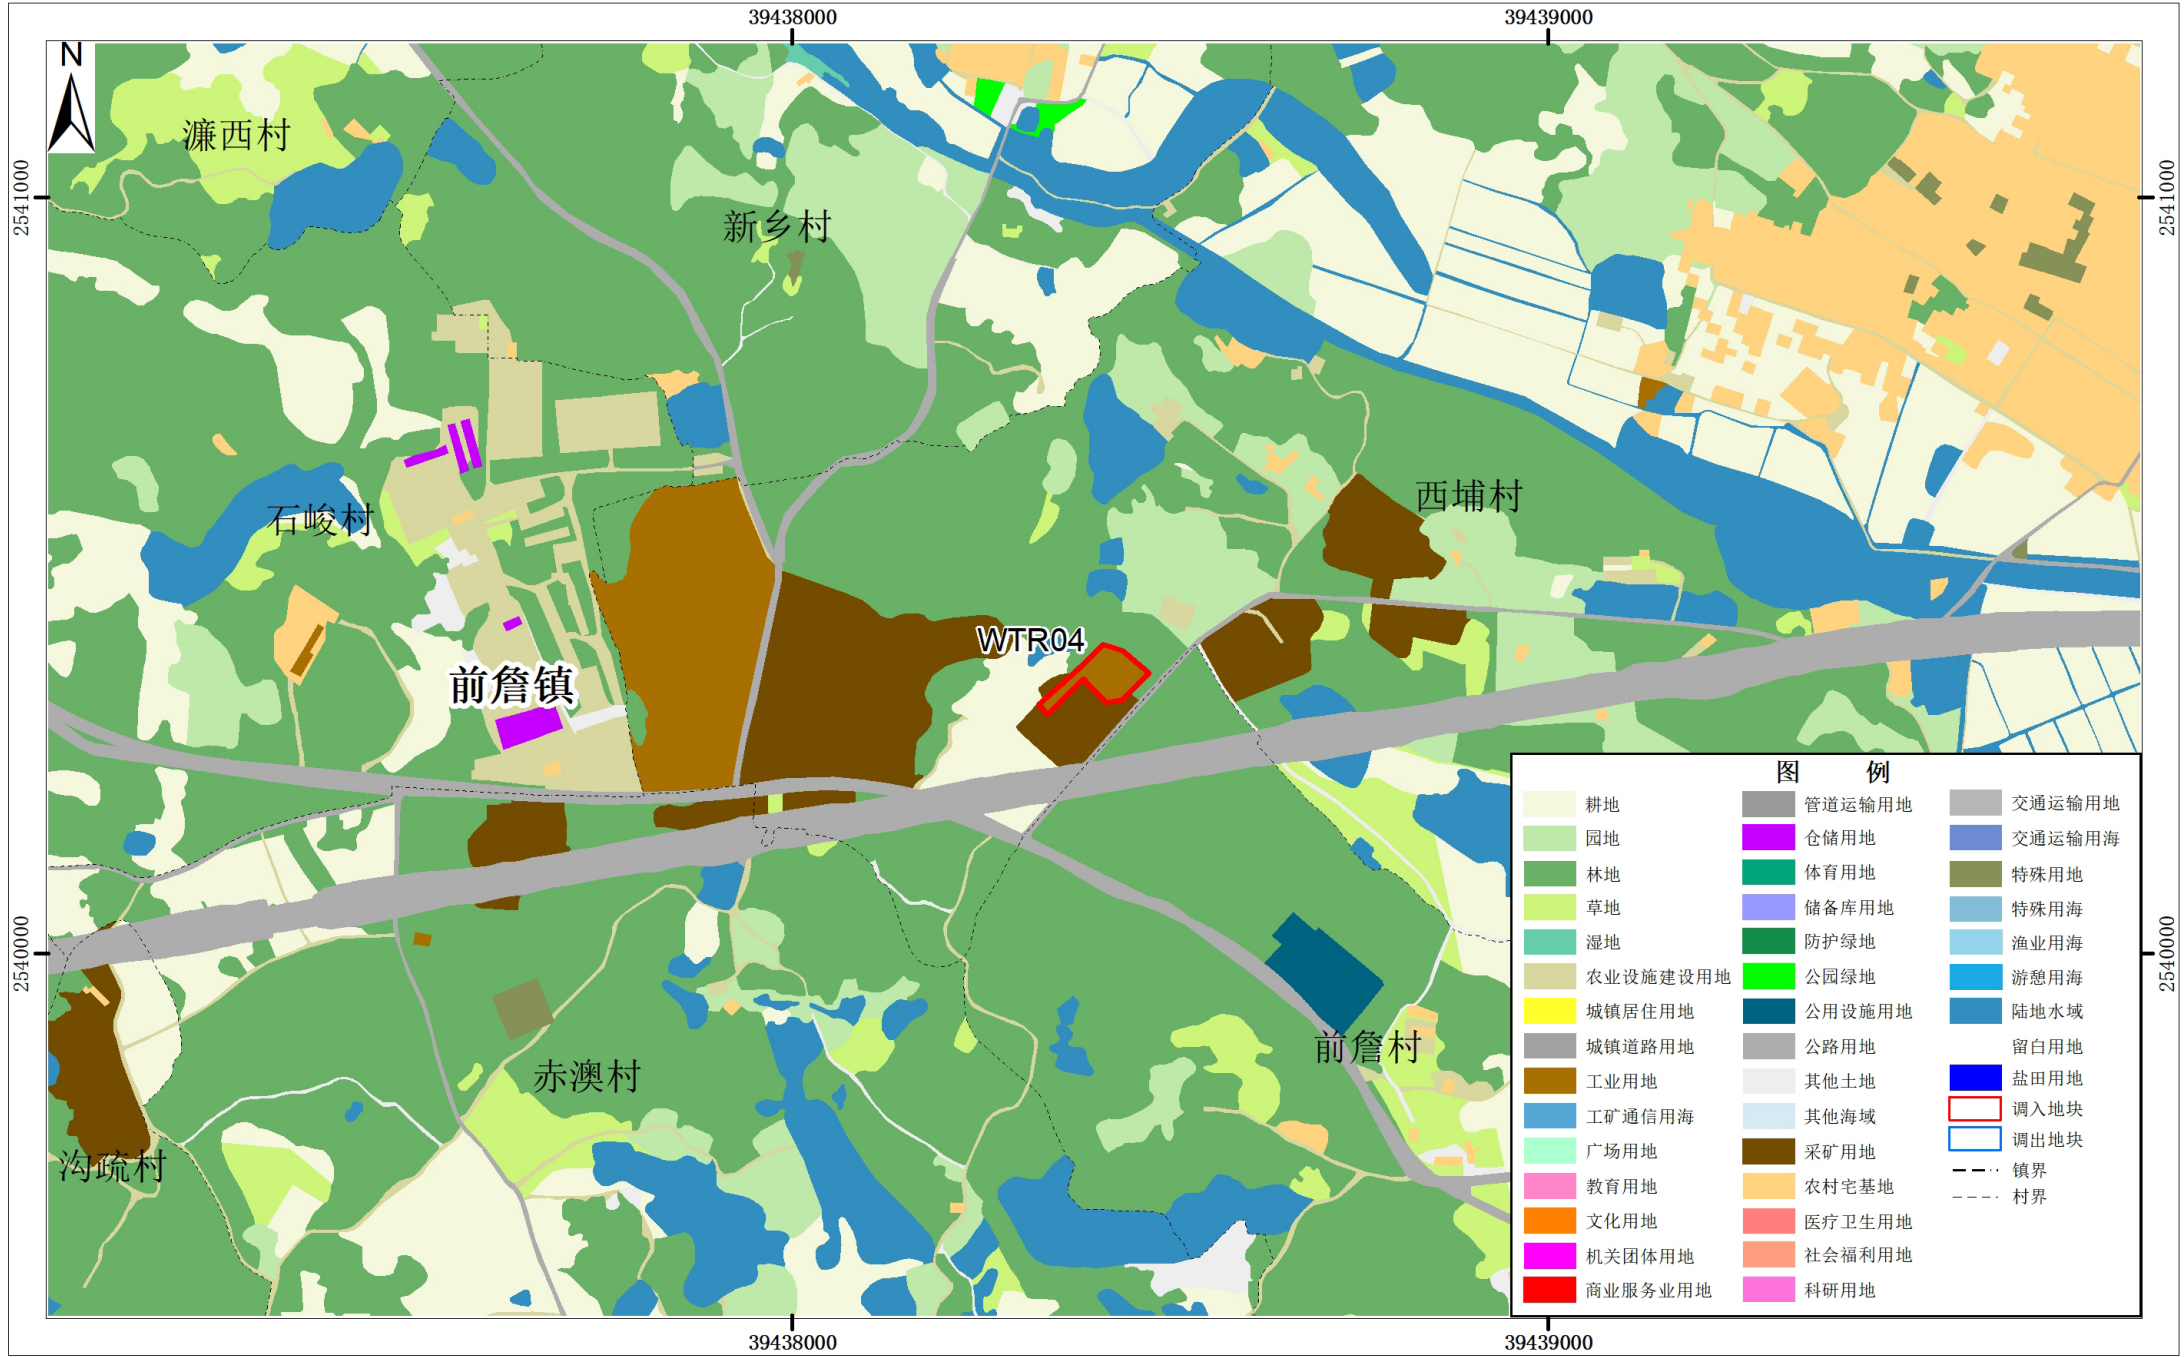 39438000
39439000
N
濂西村
2541000
2541000
新乡村
西埔村
石峻村
WTR04
前詹镇
图 例
耕地
管道运输用地
交通运输用地
园地
仓储用地
交通运输用海
林地
体育用地
特殊用地
草地
储备库用地
特殊用海
湿地
防护绿地
渔业用海
农业设施建设用地
公园绿地
游憩用海
城镇居住用地
公用设施用地
陆地水域
城镇道路用地
公路用地
留白用地
工业用地
其他土地
盐田用地
工矿通信用海
其他海域
调入地块
广场用地
采矿用地
调出地块
教育用地
农村宅基地
镇界
文化用地
医疗卫生用地
村界
机关团体用地
社会福利用地
商业服务业用地
科研用地
2540000
2540000
前詹村
赤澳村
沟疏村
39438000
39439000